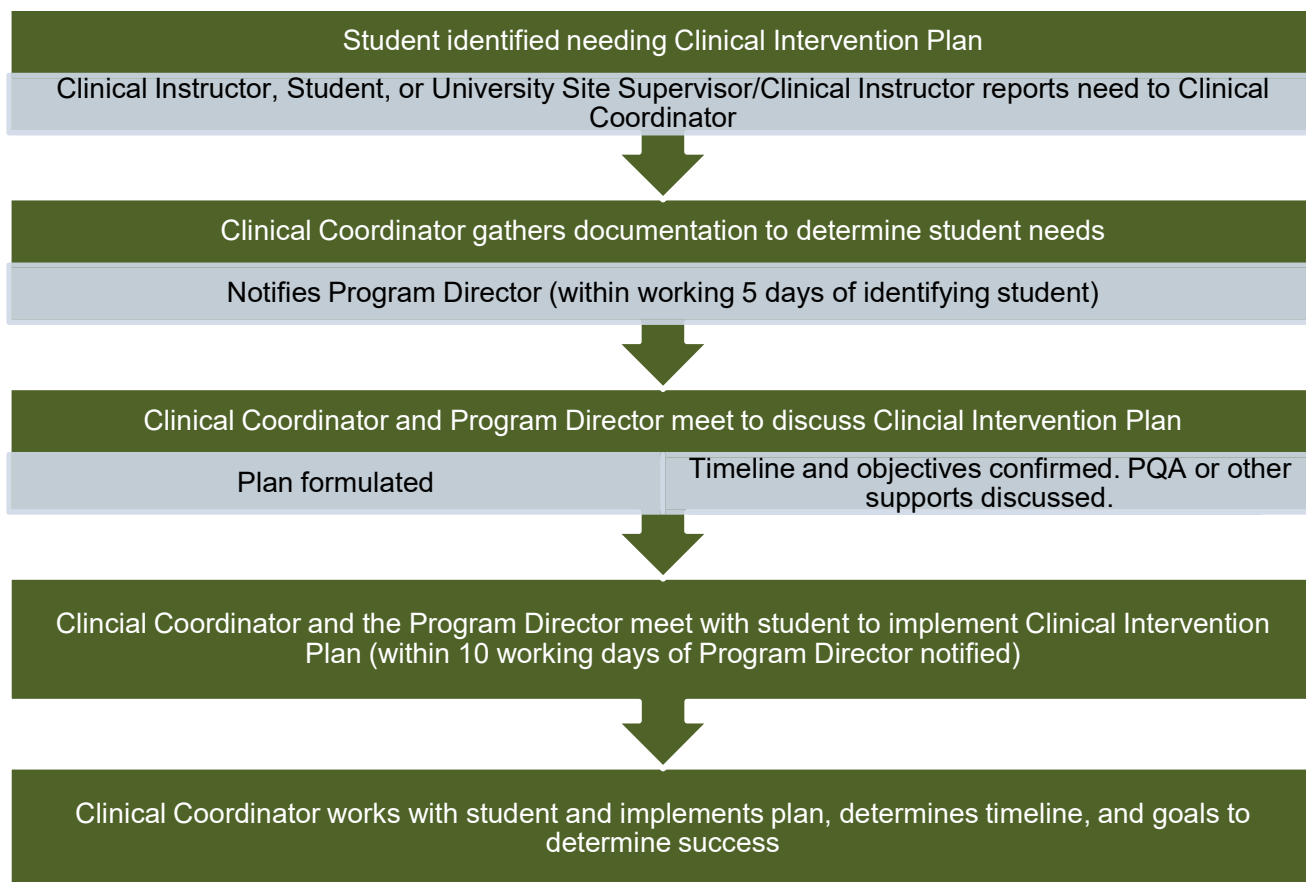 Student identified needing Clinical Intervention Plan
Clinical Instructor, Student, or University Site Supervisor/Clinical Instructor reports need to Clinical
Coordinator
Clinical Coordinator gathers documentation to determine student needs
Notifies Program Director (within working 5 days of identifying student)
Clinical Coordinator and Program Director meet to discuss Clincial Intervention Plan
Plan formulated
Timeline and objectives confirmed. PQA or other
supports discussed.
Clincial Coordinator and the Program Director meet with student to implement Clinical Intervention
Plan (within 10 working days of Program Director notified)
Clinical Coordinator works with student and implements plan, determines timeline, and goals to
determine success